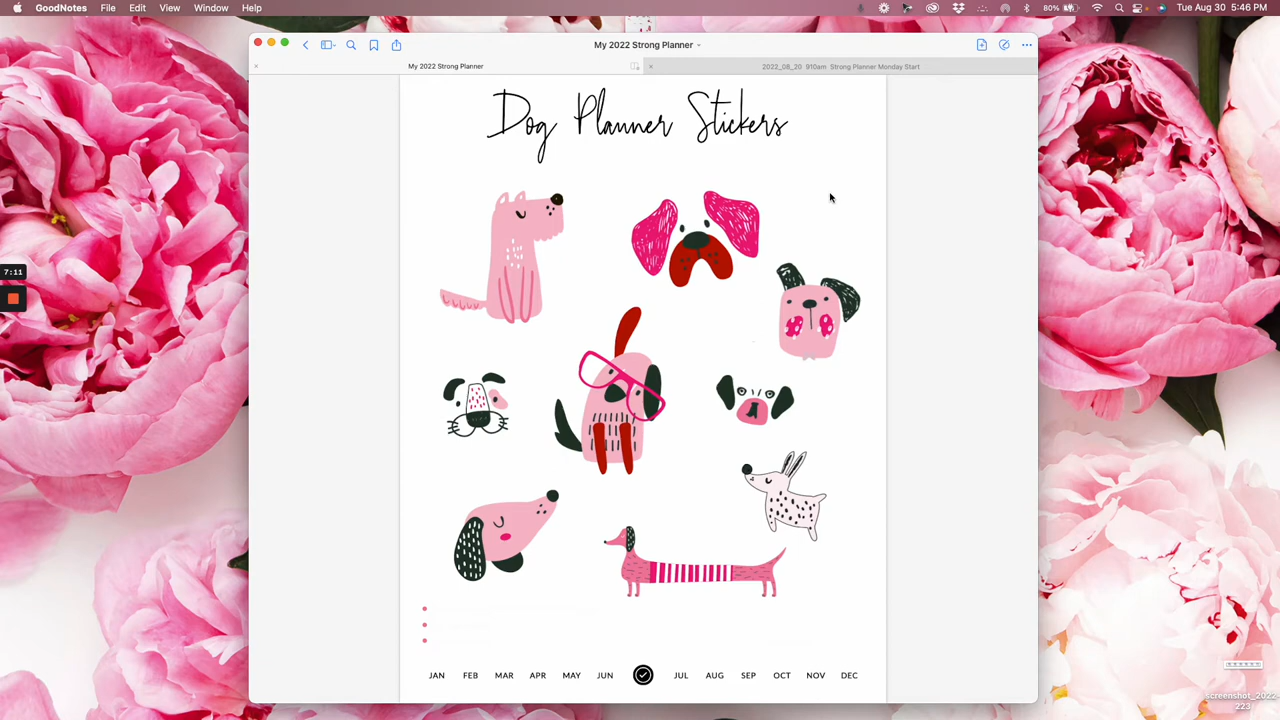 GoodNotes File Edit View Window Help
80% Tue Aug 30 5:46 PM
My 2022 Strong Planner
My 2022 Strong Planner
2022_08_20 910am Strong Planner Monday Start
Dog Planner Stickers
7:11
JAN FEB MAR APR MAY JUN JUL AUG SEP OCT NOV DEC
screenshot_2022-
223